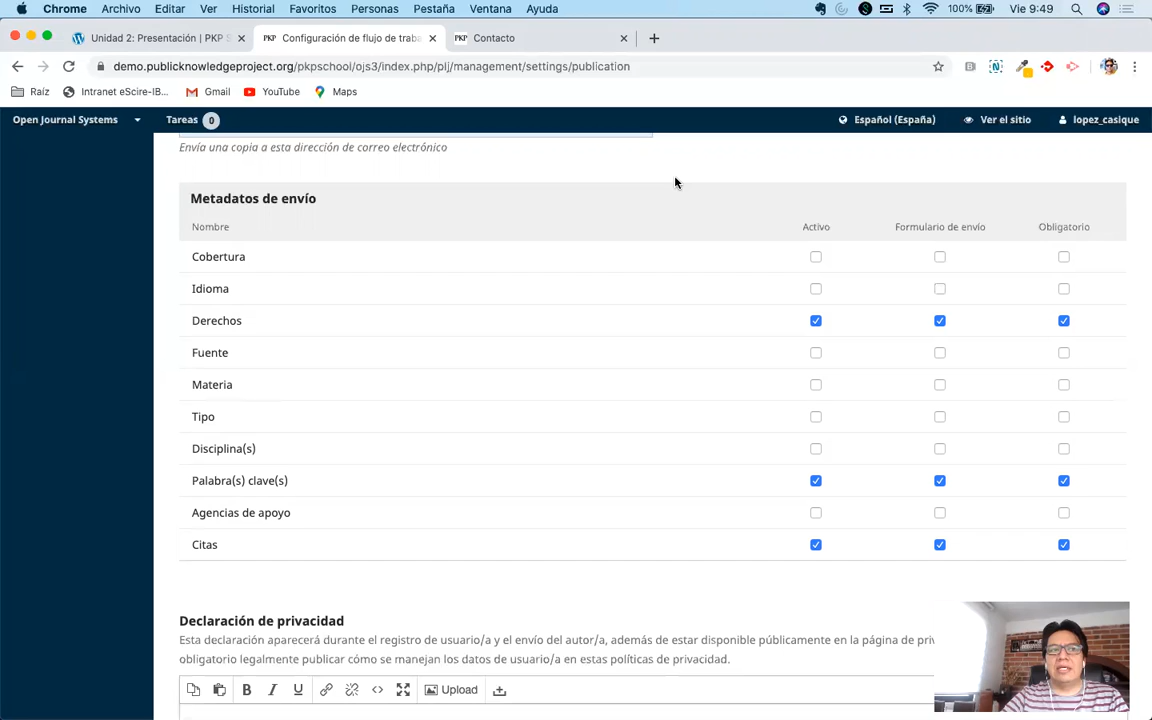 Chrome Archivo Editar Ver Historial Favoritos Personas Pestaña Ventana Ayuda 100% Vie 9:49
Unidad 2: Presentación | PKP S
PKP Configuración de flujo de traba
PKP Contacto
demo.publicknowledgeproject.org/pkpschool/ojs3/index.php/plj/management/settings/publication
Raíz Intranet eScire-IB... Gmail YouTube Maps
Open Journal Systems Tareas 0 Español (España) Ver el sitio lopez_casique
Envía una copia a esta dirección de correo electrónico
Metadatos de envío
Nombre Activo Formulario de envío Obligatorio
Cobertura
Idioma
Derechos
Fuente
Materia
Tipo
Disciplina(s)
Palabra(s) clave(s)
Agencias de apoyo
Citas
Declaración de privacidad
Esta declaración aparecerá durante el registro de usuario/a y el envío del autor/a, además de estar disponible públicamente en la página de priv
obligatorio legalmente publicar cómo se manejan los datos de usuario/a en estas políticas de privacidad.
B I U Upload